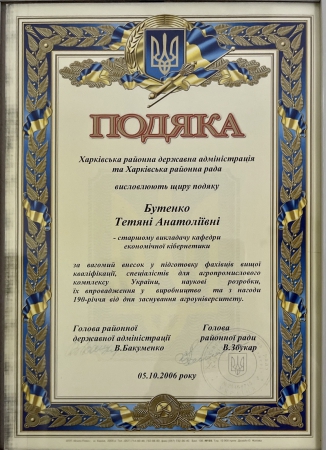 ПОДЯКА
Харківська районна державна адміністрація
та Харківська районна рада
висловлюють щиру подяку
Бутенко
Тетяні Анатоліївні
- старшому викладачу кафедри
економічної кібернетики
за вагомий внесок у підготовку фахівців вищої
кваліфікації, спеціалістів для агропромислового
комплексу України, наукові розробки,
їх впровадження у виробництво та з нагоди
190-річчя від дня заснування агроуніверситету.
Голова районної
державної адміністрації
В.Бакуменко
Голова
районної ради
В.Збукар
05.10.2006 року